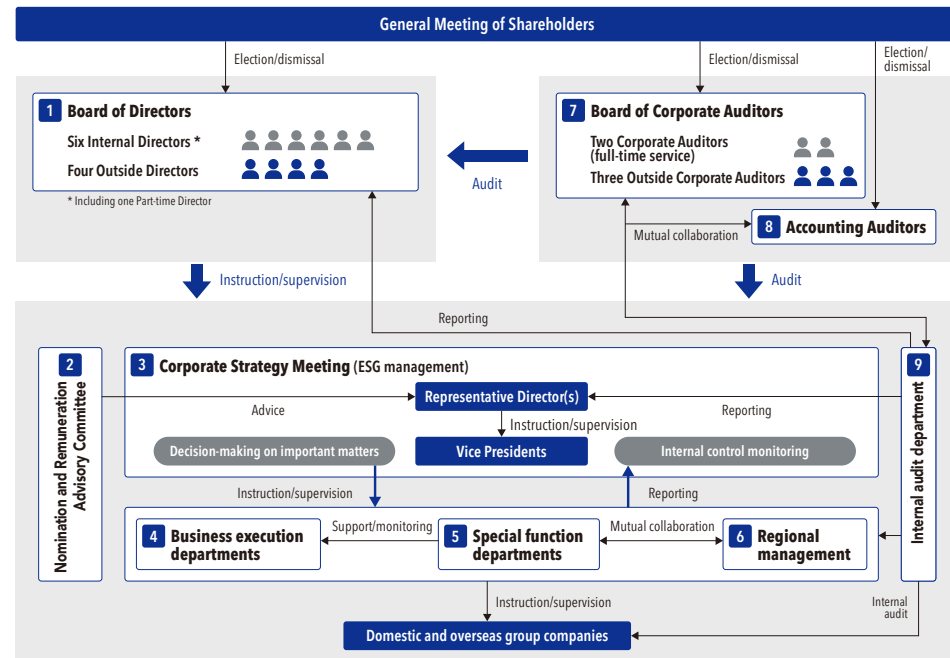 General Meeting of Shareholders
Election/dismissal
Election/dismissal
Election/
dismissal
1 Board of Directors
Six Internal Directors *
Four Outside Directors
* Including one Part-time Director
Audit
7 Board of Corporate Auditors
Two Corporate Auditors
(full-time service)
Three Outside Corporate Auditors
Mutual collaboration
8 Accounting Auditors
Instruction/supervision
Audit
Reporting
2
Nomination and Remuneration
Advisory Committee
3 Corporate Strategy Meeting (ESG management)
Representative Director(s)
Advice
Reporting
Instruction/supervision
Decision-making on important matters
Vice Presidents
Internal control monitoring
9
Internal audit department
Instruction/supervision
Reporting
4 Business execution
departments
Support/monitoring
5 Special function
departments
Mutual collaboration
6 Regional
management
Instruction/supervision
Internal
audit
Domestic and overseas group companies